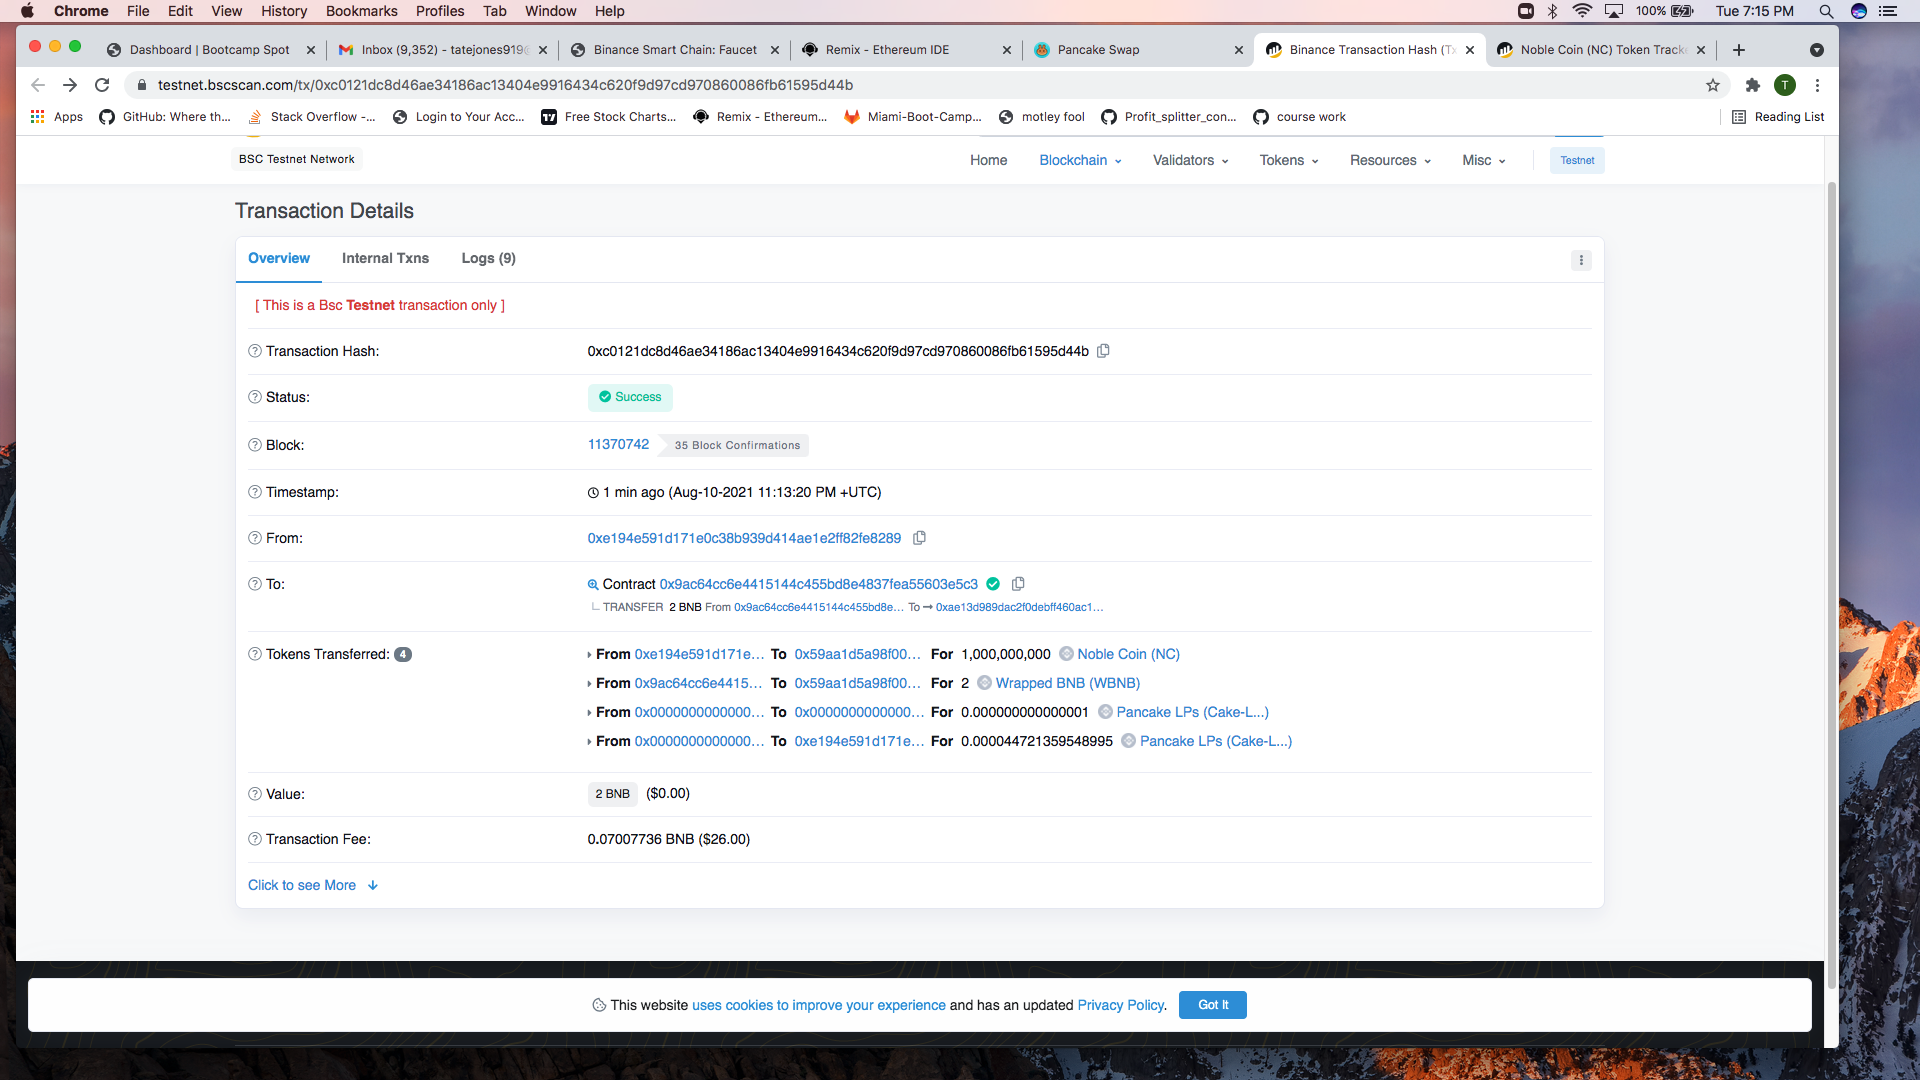 Chrome File Edit View History Bookmarks Profiles Tab Window Help 100% Tue 7:15 PM
Dashboard | Bootcamp Spot Inbox (9,352) - tatejones919@ Binance Smart Chain: Faucet Remix - Ethereum IDE Pancake Swap Binance Transaction Hash (Tx Noble Coin (NC) Token Track
testnet.bscscan.com/tx/0xc0121dc8d46ae34186ac13404e9916434c620f9d97cd970860086fb61595d44b T
Apps GitHub: Where th... Stack Overflow -... Login to Your Acc... Free Stock Charts... Remix - Ethereum... Miami-Boot-Camp... motley fool Profit_splitter_con... course work Reading List
BSC Testnet Network Home Blockchain Validators Tokens Resources Misc Testnet
Transaction Details
Overview Internal Txns Logs (9)
[ This is a Bsc Testnet transaction only ]
Transaction Hash: 0xc0121dc8d46ae34186ac13404e9916434c620f9d97cd970860086fb61595d44b
Status: Success
Block: 11370742 35 Block Confirmations
Timestamp: 1 min ago (Aug-10-2021 11:13:20 PM +UTC)
From: 0xe194e591d171e0c38b939d414ae1e2ff82fe8289
To: Contract 0x9ac64cc6e4415144c455bd8e4837fea55603e5c3
TRANSFER 2 BNB From 0x9ac64cc6e4415144c455bd8e... To → 0xae13d989dac2f0debff460ac1...
Tokens Transferred: 4 From 0xe194e591d171e... To 0x59aa1d5a98f00... For 1,000,000,000 Noble Coin (NC)
From 0x9ac64cc6e4415... To 0x59aa1d5a98f00... For 2 Wrapped BNB (WBNB)
From 0x0000000000000... To 0x0000000000000... For 0.000000000000001 Pancake LPs (Cake-L...)
From 0x0000000000000... To 0xe194e591d171e... For 0.000044721359548995 Pancake LPs (Cake-L...)
Value: 2 BNB ($0.00)
Transaction Fee: 0.07007736 BNB ($26.00)
Click to see More
This website uses cookies to improve your experience and has an updated Privacy Policy. Got It